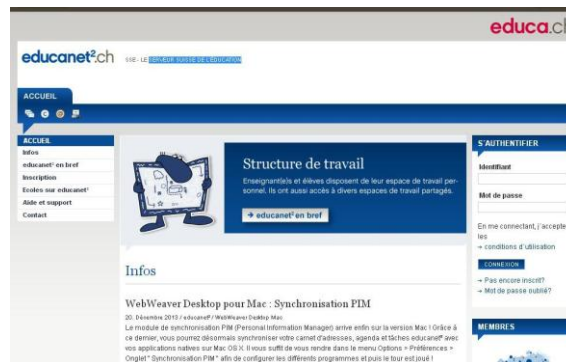 educa.ch
educanet².ch
SSE - LE SERVEUR SUISSE DE L'ÉDUCATION
ACCUEIL
ACCUEIL
Infos
educanet² en bref
Inscription
Ecoles sur educanet²
Aide et support
Contact
Structure de travail
Enseignant(e)s et élèves disposent de leur espace de travail per-
sonnel. Ils ont aussi accès à divers espaces de travail partagés.
→ educanet² en bref
Infos
WebWeaver Desktop pour Mac : Synchronisation PIM
20. Décembre 2013 / educanet² / WebWeaver Desktop Mac
Le module de synchronisation PIM (Personal Information Manager) arrive enfin sur la version Mac ! Grâce à
ce dernier, vous pourrez désormais synchroniser votre carnet d'adresses, agenda et tâches educanet² avec
vos applications natives sur Mac OS X. Il vous suffit de vous rendre dans le menu Options > Préférences >
Onglet "Synchronisation PIM" afin de configurer les différents programmes et puis le tour est joué !
S'AUTHENTIFIER
Identifiant
Mot de passe
En me connectant, j'accepte
les
→ conditions d'utilisation
CONNEXION
→ Pas encore inscrit?
→ Mot de passe oublié?
MEMBRES